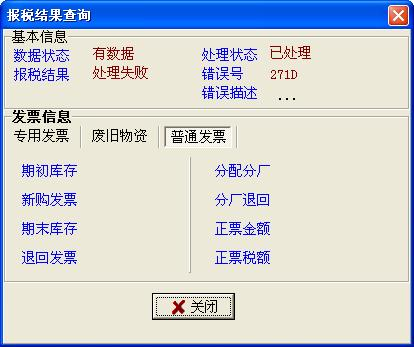 报税结果查询
基本信息
数据状态 有数据 处理状态 已处理
报税结果 处理失败 错误号 271D
错误描述 ...
发票信息
专用发票 废旧物资 普通发票
期初库存 分配分厂
新购发票 分厂退回
期末库存 正票金额
退回发票 正票税额
关闭